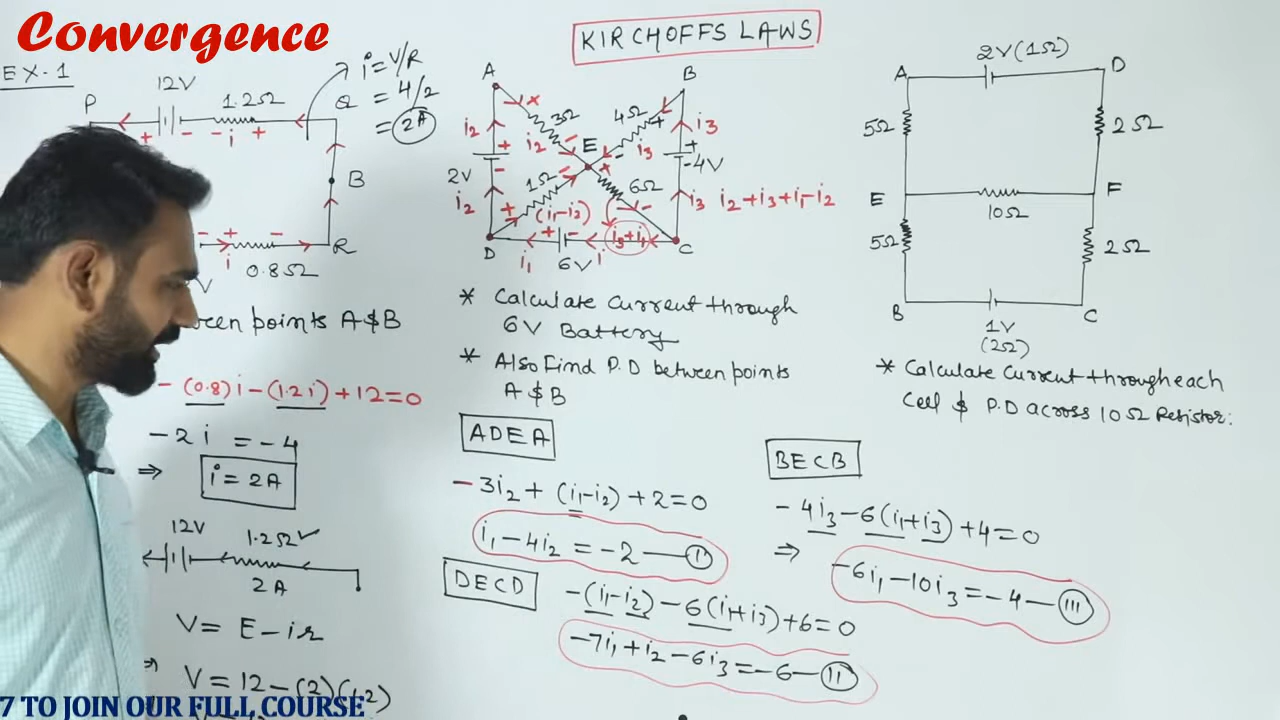 Convergence
KIRCHOFFS LAWS
EX-1
P
12V
1.2Ω
Q
i = V/R
= 4/2
= 2A
+ - - i +
B
- + -
i
0.8Ω
R
V
ween points A & B
- (0.8)i - (1.2i) + 12 = 0
- 2i = - 4
⇒ i = 2A
12V
1.2Ω
2A
V = E - ir
⇒ V = 12 - (2)(1.2)
A
B
3Ω
4Ω
i2
i2
E
i3
i3
2V
1Ω
6Ω
4V
i2
(i1-i2)
i3
i2+i3+i1-i2
D
i3+i1
C
i1
6V
i
* Calculate Current through
6V Battery
* Also Find P.D between points
A & B
ADEA
- 3i2 + (i1-i2) + 2 = 0
i1 - 4i2 = - 2 — I
DECD
- (i1-i2) - 6(i1+i3) + 6 = 0
- 7i1 + i2 - 6i3 = - 6 — II
BECB
- 4i3 - 6(i1+i3) + 4 = 0
⇒ - 6i1 - 10i3 = - 4 — III
2V(1Ω)
A
D
5Ω
2Ω
E
F
10Ω
5Ω
2Ω
B
C
1V
(2Ω)
* Calculate Current through each
Cell & P.D across 10Ω Resistor.
7 TO JOIN OUR FULL COURSE